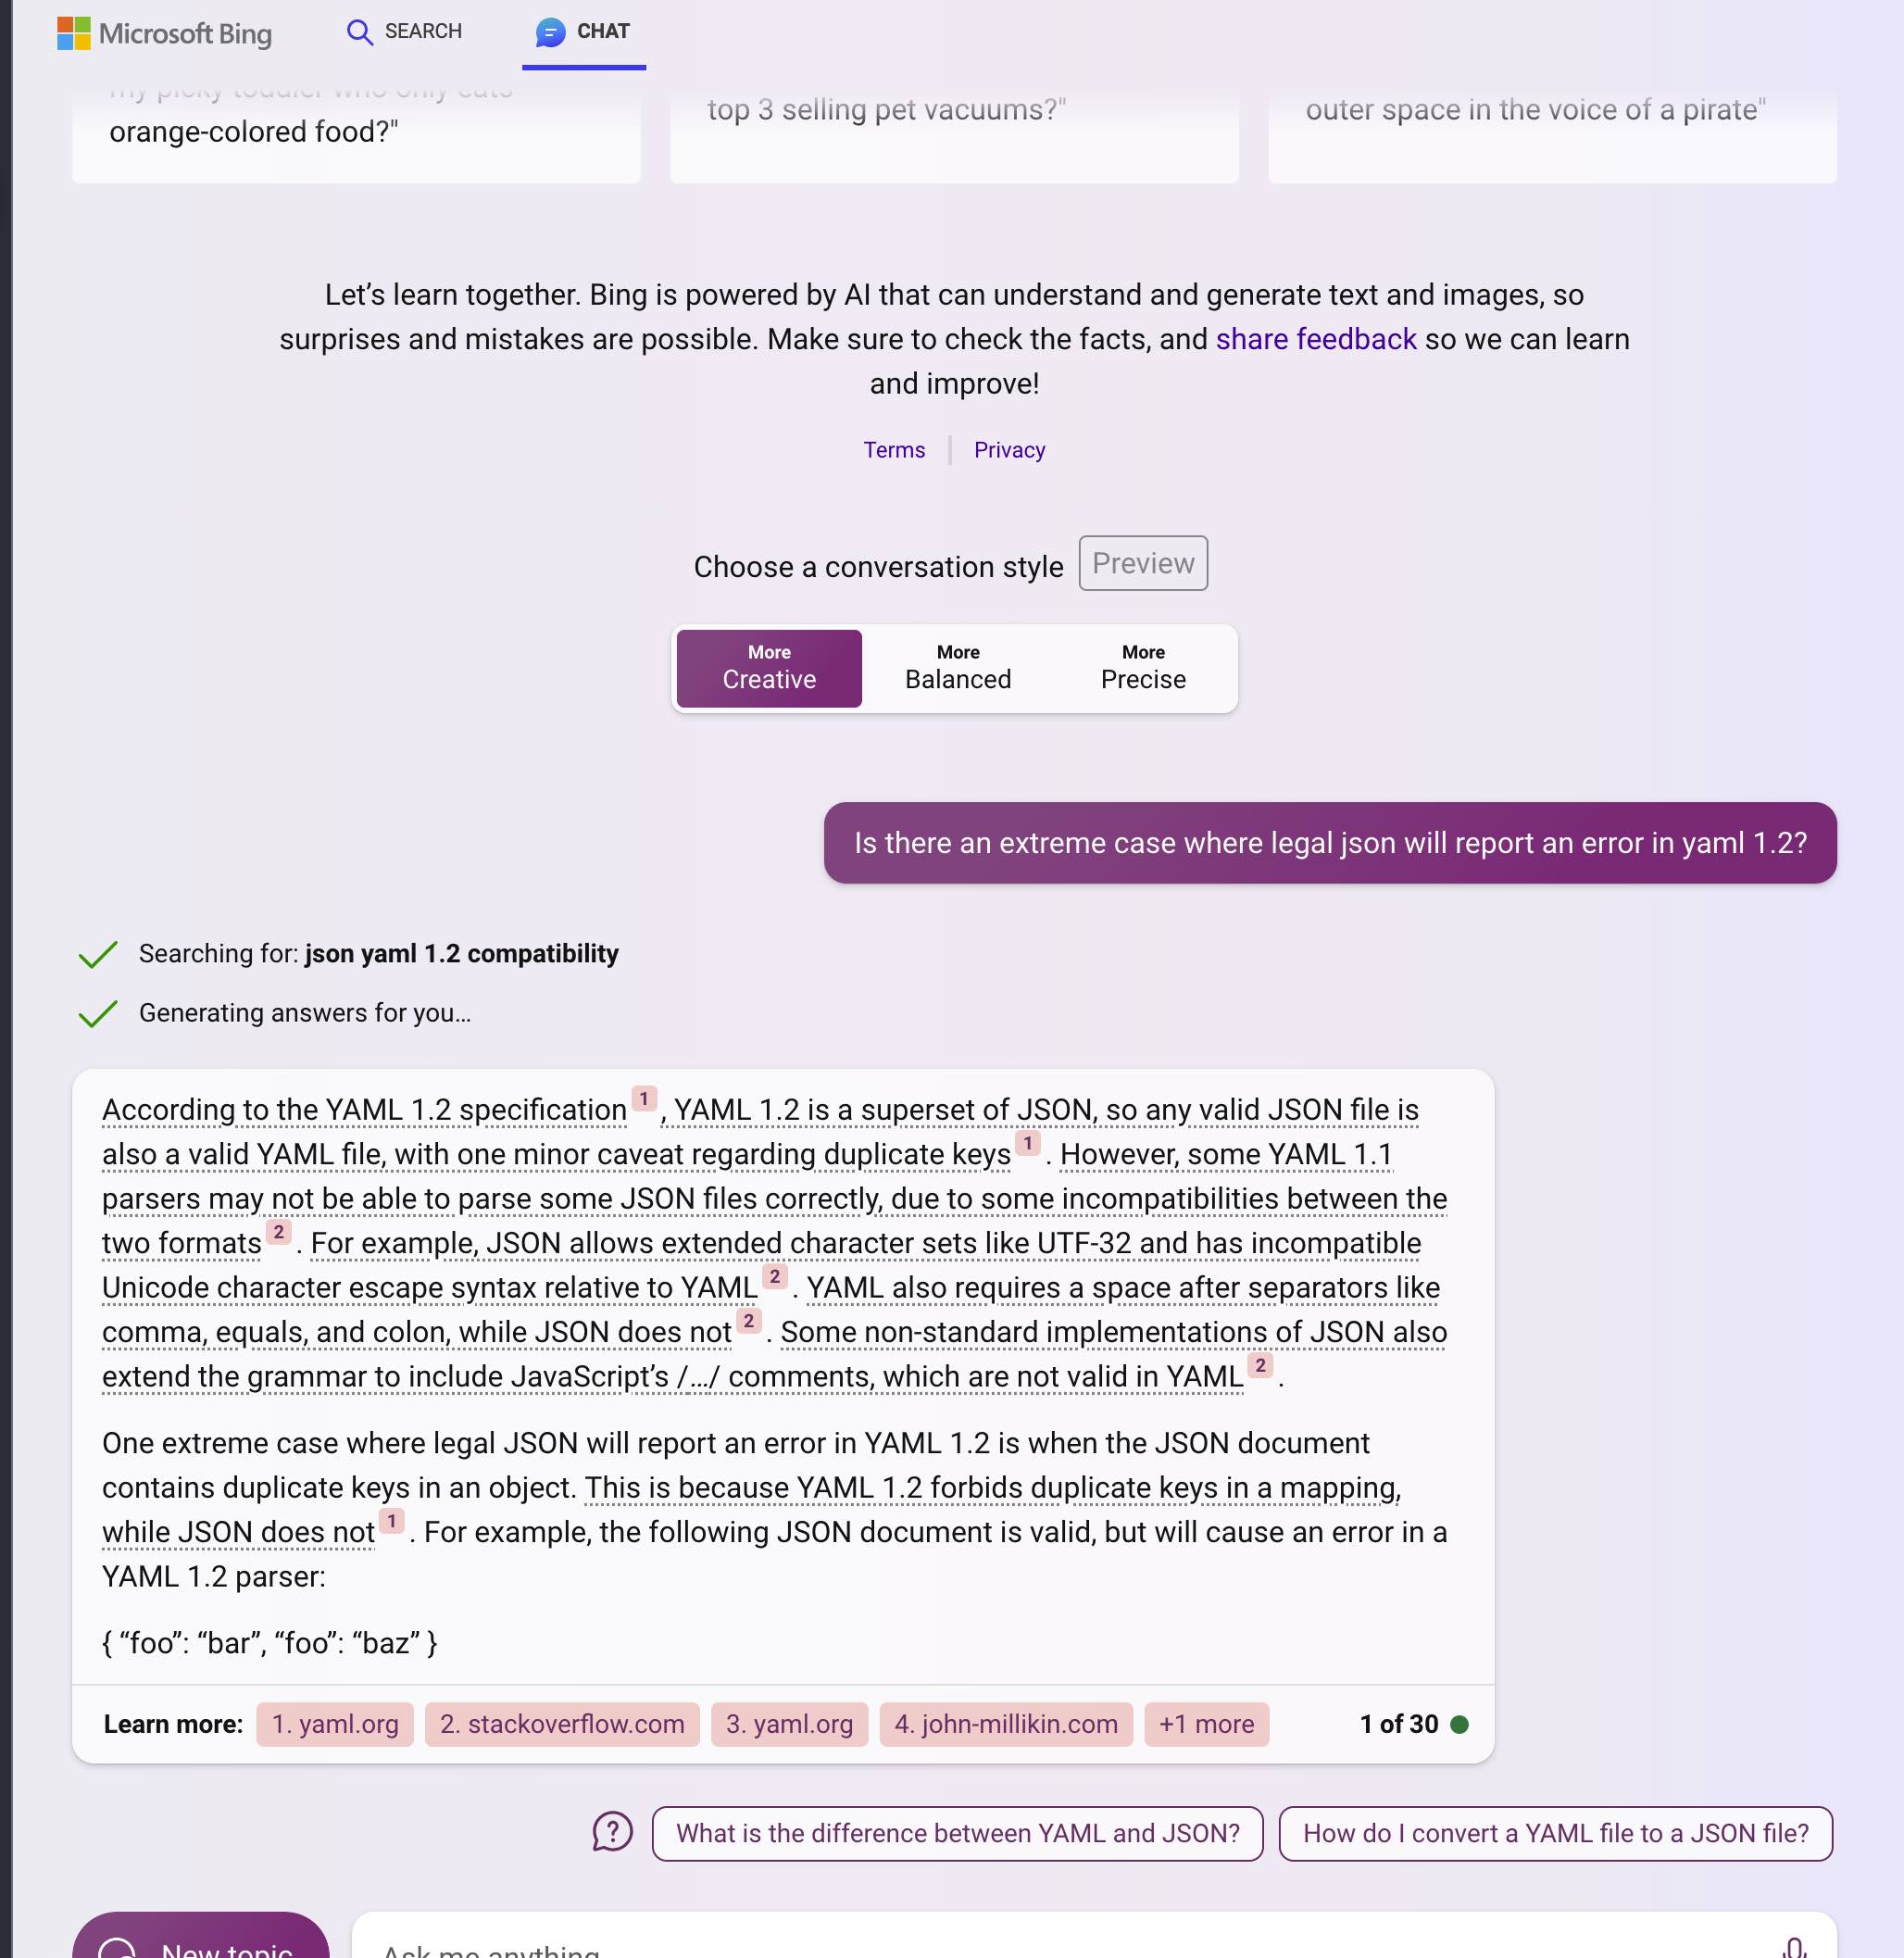 Microsoft Bing
SEARCH
CHAT
my picky toddler who only eats
orange-colored food?"
top 3 selling pet vacuums?"
outer space in the voice of a pirate"
Let’s learn together. Bing is powered by AI that can understand and generate text and images, so
surprises and mistakes are possible. Make sure to check the facts, and share feedback so we can learn
and improve!
Terms
Privacy
Choose a conversation style Preview
More
Creative
More
Balanced
More
Precise
Is there an extreme case where legal json will report an error in yaml 1.2?
Searching for: json yaml 1.2 compatibility
Generating answers for you...
According to the YAML 1.2 specification 1 , YAML 1.2 is a superset of JSON, so any valid JSON file is
also a valid YAML file, with one minor caveat regarding duplicate keys 1 . However, some YAML 1.1
parsers may not be able to parse some JSON files correctly, due to some incompatibilities between the
two formats 2 . For example, JSON allows extended character sets like UTF-32 and has incompatible
Unicode character escape syntax relative to YAML 2 . YAML also requires a space after separators like
comma, equals, and colon, while JSON does not 2 . Some non-standard implementations of JSON also
extend the grammar to include JavaScript’s /…/ comments, which are not valid in YAML 2 .
One extreme case where legal JSON will report an error in YAML 1.2 is when the JSON document
contains duplicate keys in an object. This is because YAML 1.2 forbids duplicate keys in a mapping,
while JSON does not 1 . For example, the following JSON document is valid, but will cause an error in a
YAML 1.2 parser:
{ “foo”: “bar”, “foo”: “baz” }
Learn more: 1. yaml.org 2. stackoverflow.com 3. yaml.org 4. john-millikin.com +1 more 1 of 30
What is the difference between YAML and JSON?
How do I convert a YAML file to a JSON file?
New topic
Ask me anything